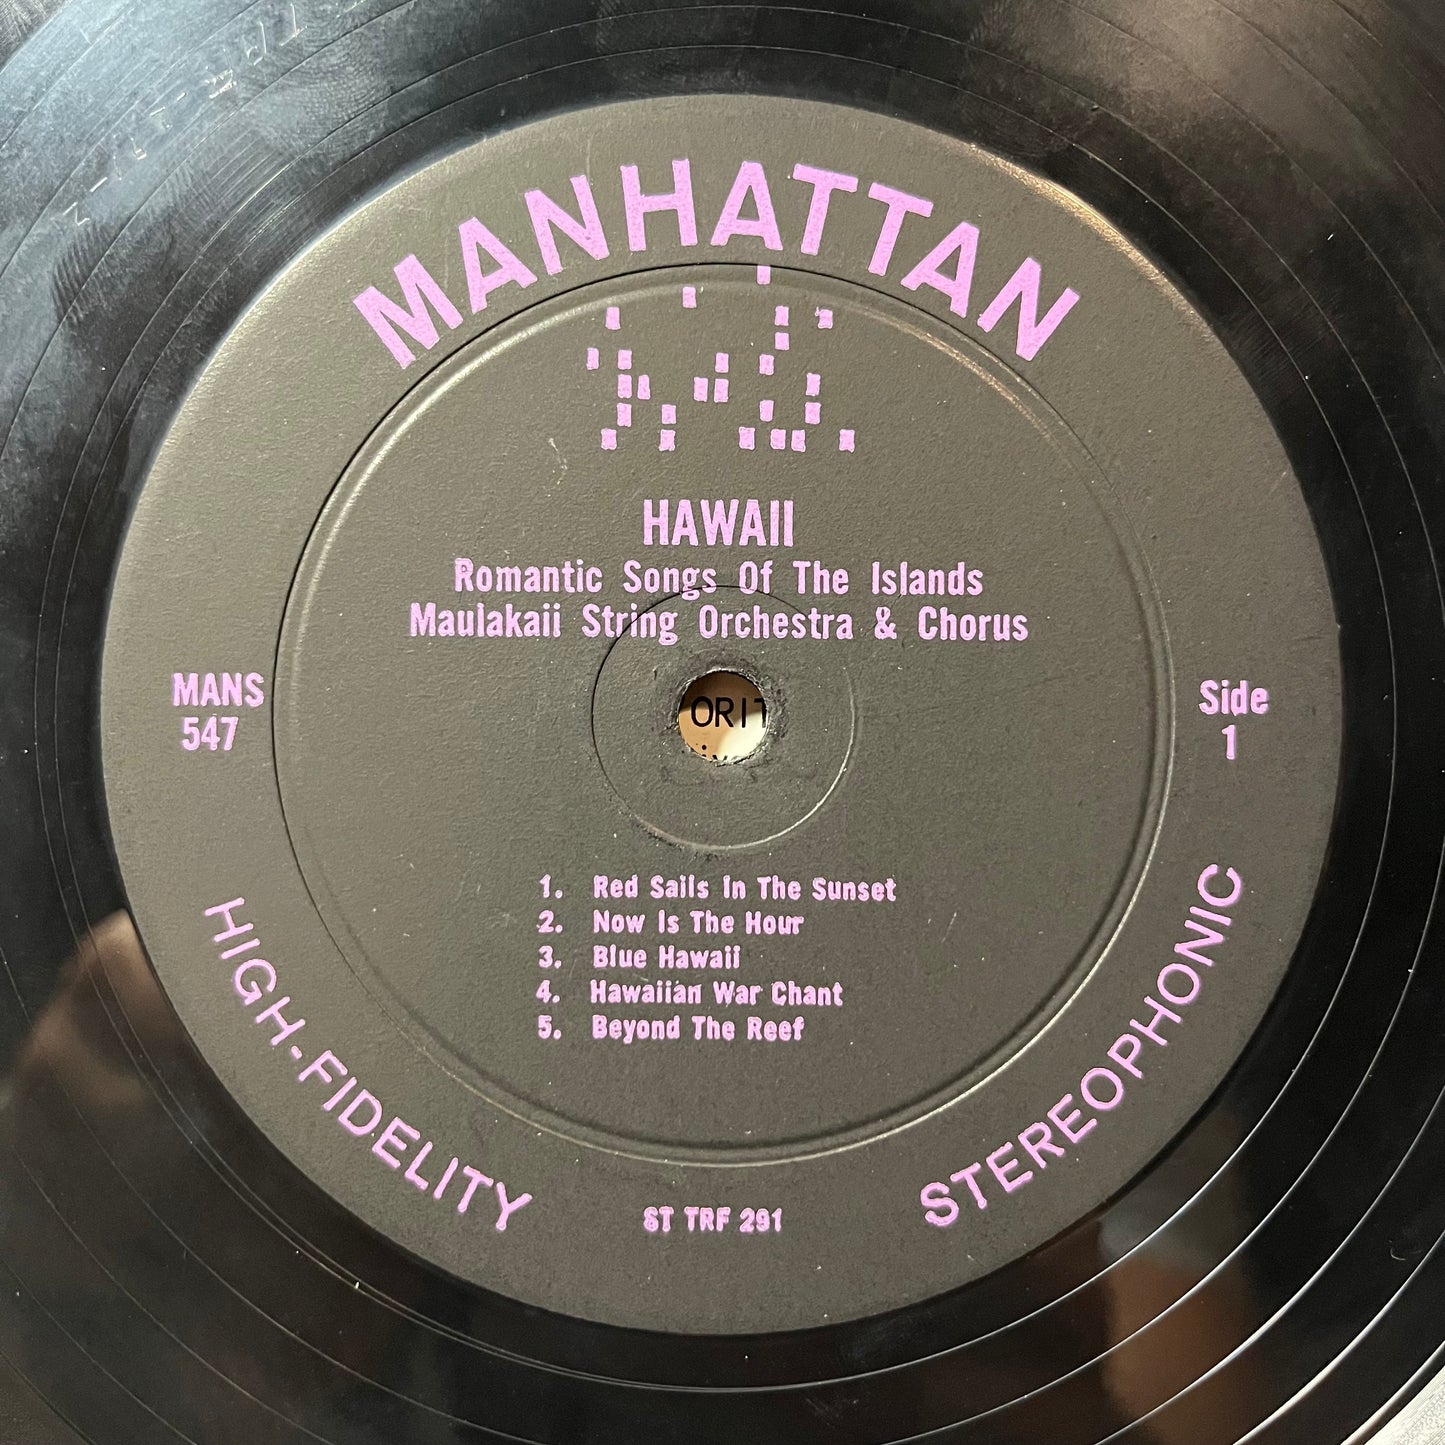 MANHATTAN
HAWAII
Romantic Songs Of The Islands
Maulakaii String Orchestra & Chorus
MANS
547
Side
1
ORIT
1. Red Sails In The Sunset
2. Now Is The Hour
3. Blue Hawaii
4. Hawaiian War Chant
5. Beyond The Reef
HIGH-FIDELITY
STEREOPHONIC
ST TRF 291